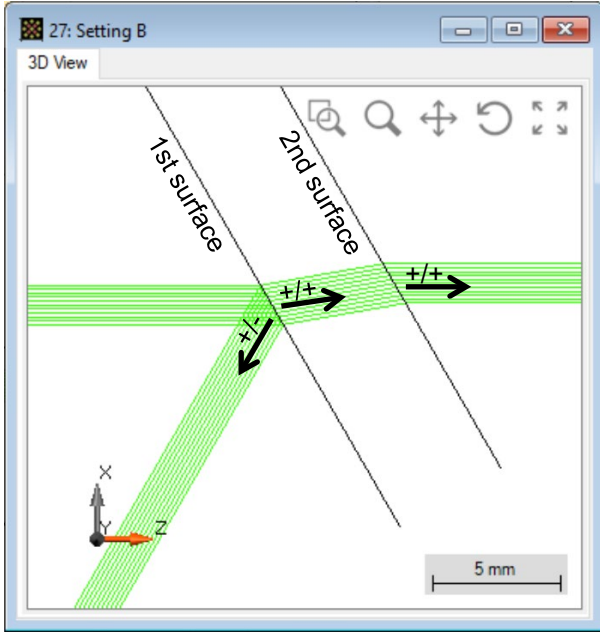 27: Setting B
3D View
1st surface
2nd surface
+/+
+/+
+/-
X
Y
Z
5 mm